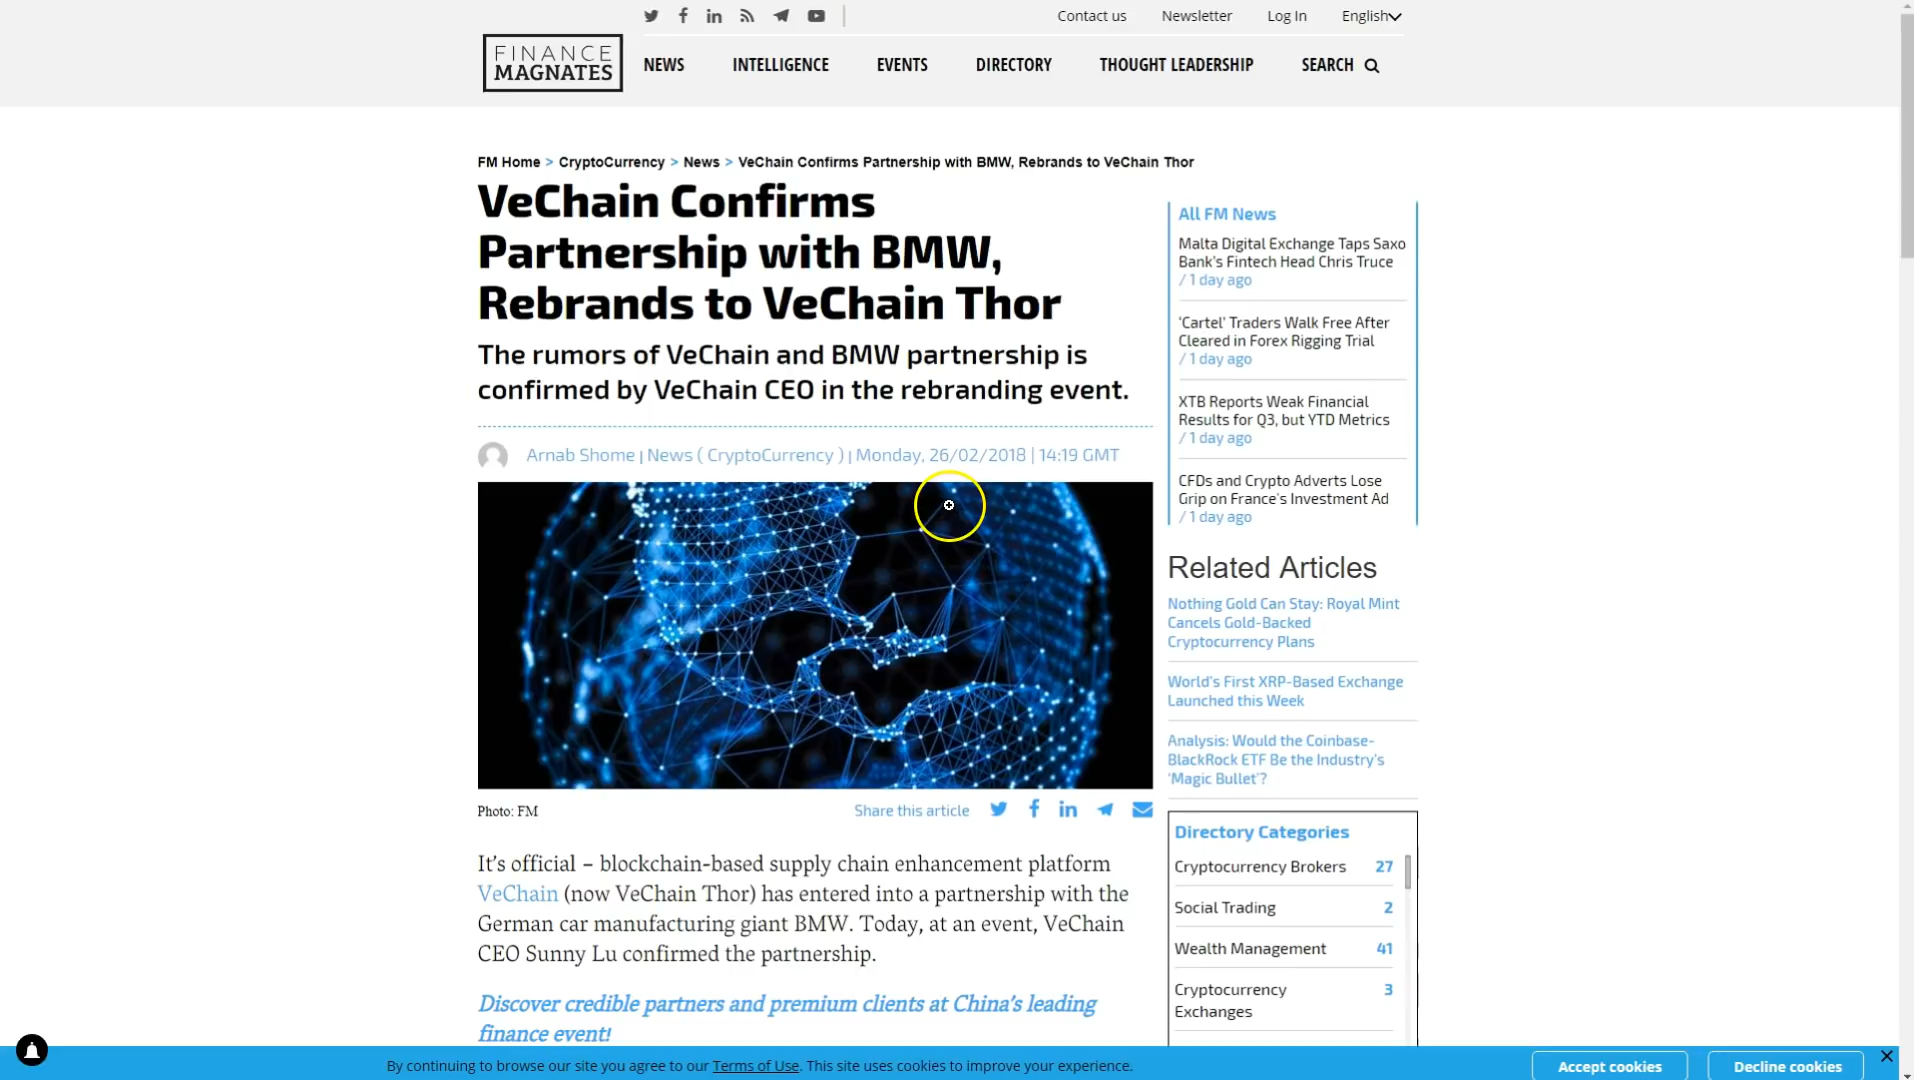 Contact us
Newsletter
Log In
English
FINANCE
MAGNATES
NEWS
INTELLIGENCE
EVENTS
DIRECTORY
THOUGHT LEADERSHIP
SEARCH
FM Home > CryptoCurrency > News > VeChain Confirms Partnership with BMW, Rebrands to VeChain Thor
VeChain Confirms
Partnership with BMW,
Rebrands to VeChain Thor
The rumors of VeChain and BMW partnership is
confirmed by VeChain CEO in the rebranding event.
Arnab Shome | News ( CryptoCurrency ) | Monday, 26/02/2018 | 14:19 GMT
Photo: FM
Share this article
It's official – blockchain-based supply chain enhancement platform
VeChain (now VeChain Thor) has entered into a partnership with the
German car manufacturing giant BMW. Today, at an event, VeChain
CEO Sunny Lu confirmed the partnership.
Discover credible partners and premium clients at China's leading
finance event!
All FM News
Malta Digital Exchange Taps Saxo
Bank's Fintech Head Chris Truce
/ 1 day ago
'Cartel' Traders Walk Free After
Cleared in Forex Rigging Trial
/ 1 day ago
XTB Reports Weak Financial
Results for Q3, but YTD Metrics
/ 1 day ago
CFDs and Crypto Adverts Lose
Grip on France's Investment Ad
/ 1 day ago
Related Articles
Nothing Gold Can Stay: Royal Mint
Cancels Gold-Backed
Cryptocurrency Plans
World's First XRP-Based Exchange
Launched this Week
Analysis: Would the Coinbase-
BlackRock ETF Be the Industry's
'Magic Bullet'?
Directory Categories
Cryptocurrency Brokers 27
Social Trading 2
Wealth Management 41
Cryptocurrency 3
Exchanges
By continuing to browse our site you agree to our Terms of Use. This site uses cookies to improve your experience.
Accept cookies
Decline cookies